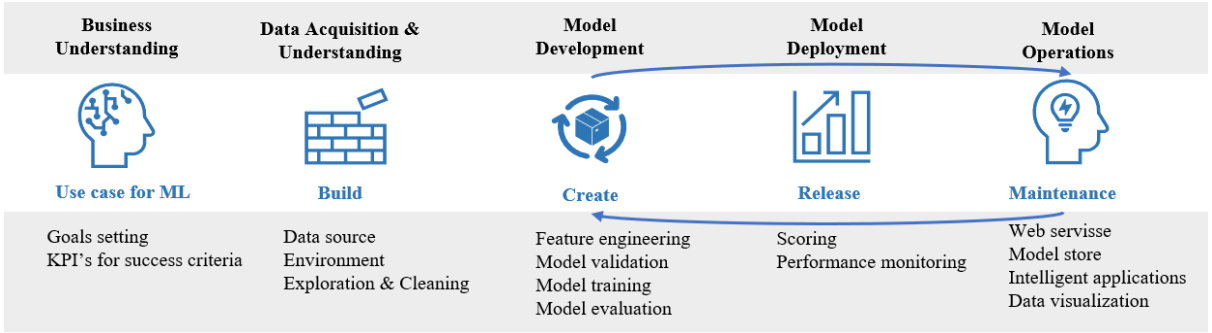 Business
Understanding
Data Acquisition &
Understanding
Model
Development
Model
Deployment
Model
Operations
Use case for ML
Build
Create
Release
Maintenance
Goals setting
KPI's for success criteria
Data source
Environment
Exploration & Cleaning
Feature engineering
Model validation
Model training
Model evaluation
Scoring
Performance monitoring
Web servisse
Model store
Intelligent applications
Data visualization